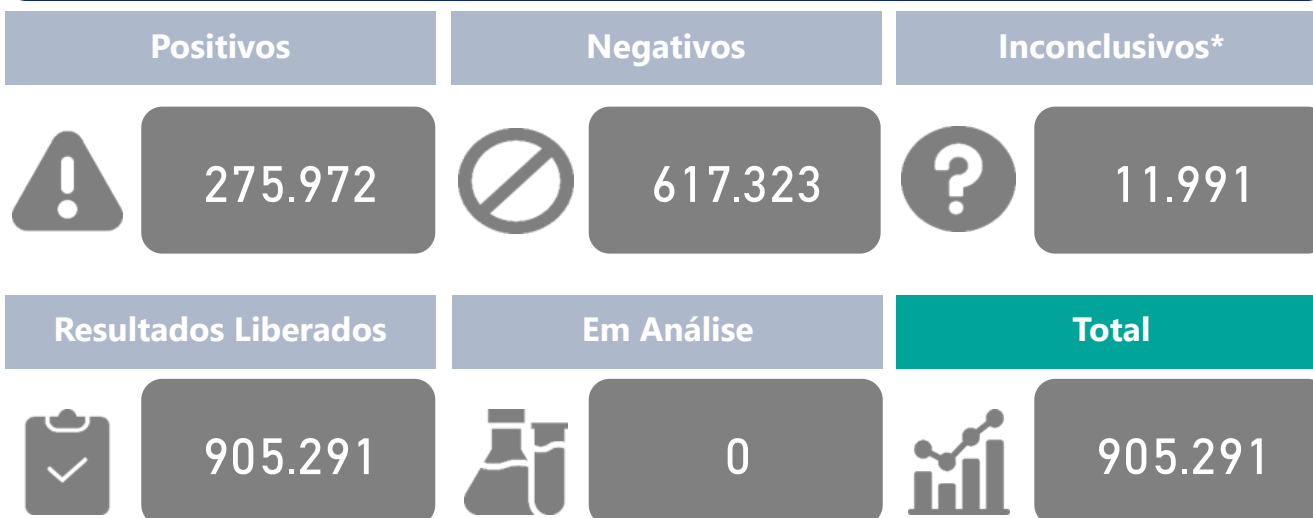 Positivos
Negativos
Inconclusivos*
275.972
617.323
11.991
Resultados Liberados
Em Análise
Total
905.291
0
905.291